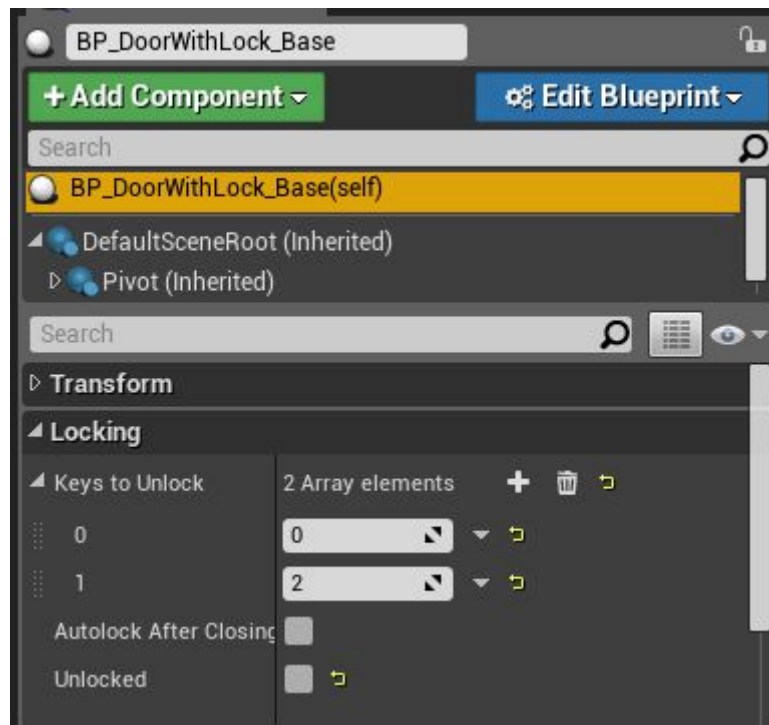 BP_DoorWithLock_Base
+ Add Component
Edit Blueprint
Search
BP_DoorWithLock_Base(self)
DefaultSceneRoot (Inherited)
Pivot (Inherited)
Search
Transform
Locking
Keys to Unlock 2 Array elements
0 0
1 2
Autolock After Closing
Unlocked